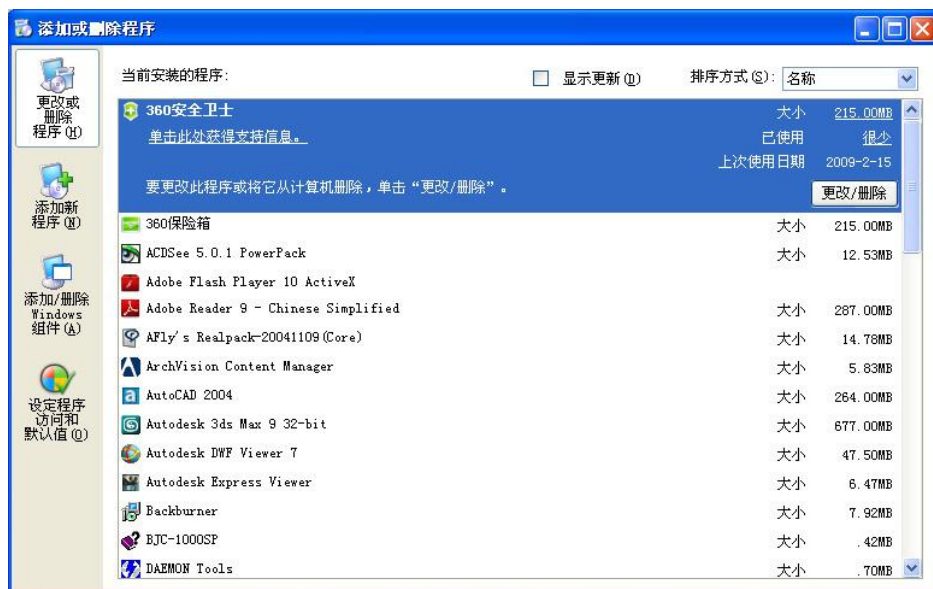 添加或删除程序
更改或
删除
程序(H)
添加新
程序(N)
添加/删除
Windows
组件(A)
设定程序
访问和
默认值(O)
当前安装的程序:
显示更新(D)
排序方式(S): 名称
360安全卫士 大小 215.00MB
单击此处获得支持信息。 已使用 很少
上次使用日期 2009-2-15
要更改此程序或将它从计算机删除，单击“更改/删除”。 更改/删除
360保险箱 大小 215.00MB
ACDSee 5.0.1 PowerPack 大小 12.53MB
Adobe Flash Player 10 ActiveX
Adobe Reader 9 - Chinese Simplified 大小 287.00MB
AFly's Realpack-20041109(Core) 大小 14.78MB
ArchVision Content Manager 大小 5.83MB
AutoCAD 2004 大小 264.00MB
Autodesk 3ds Max 9 32-bit 大小 677.00MB
Autodesk DWF Viewer 7 大小 47.50MB
Autodesk Express Viewer 大小 6.47MB
Backburner 大小 7.92MB
BJC-1000SP 大小 .42MB
DAEMON Tools 大小 .70MB